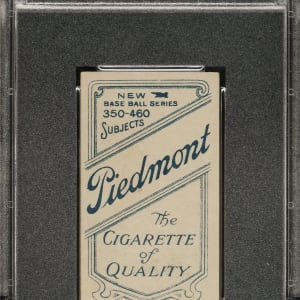 NEW
BASE BALL SERIES
350-460
SUBJECTS
Piedmont
The
CIGARETTE
of
QUALITY